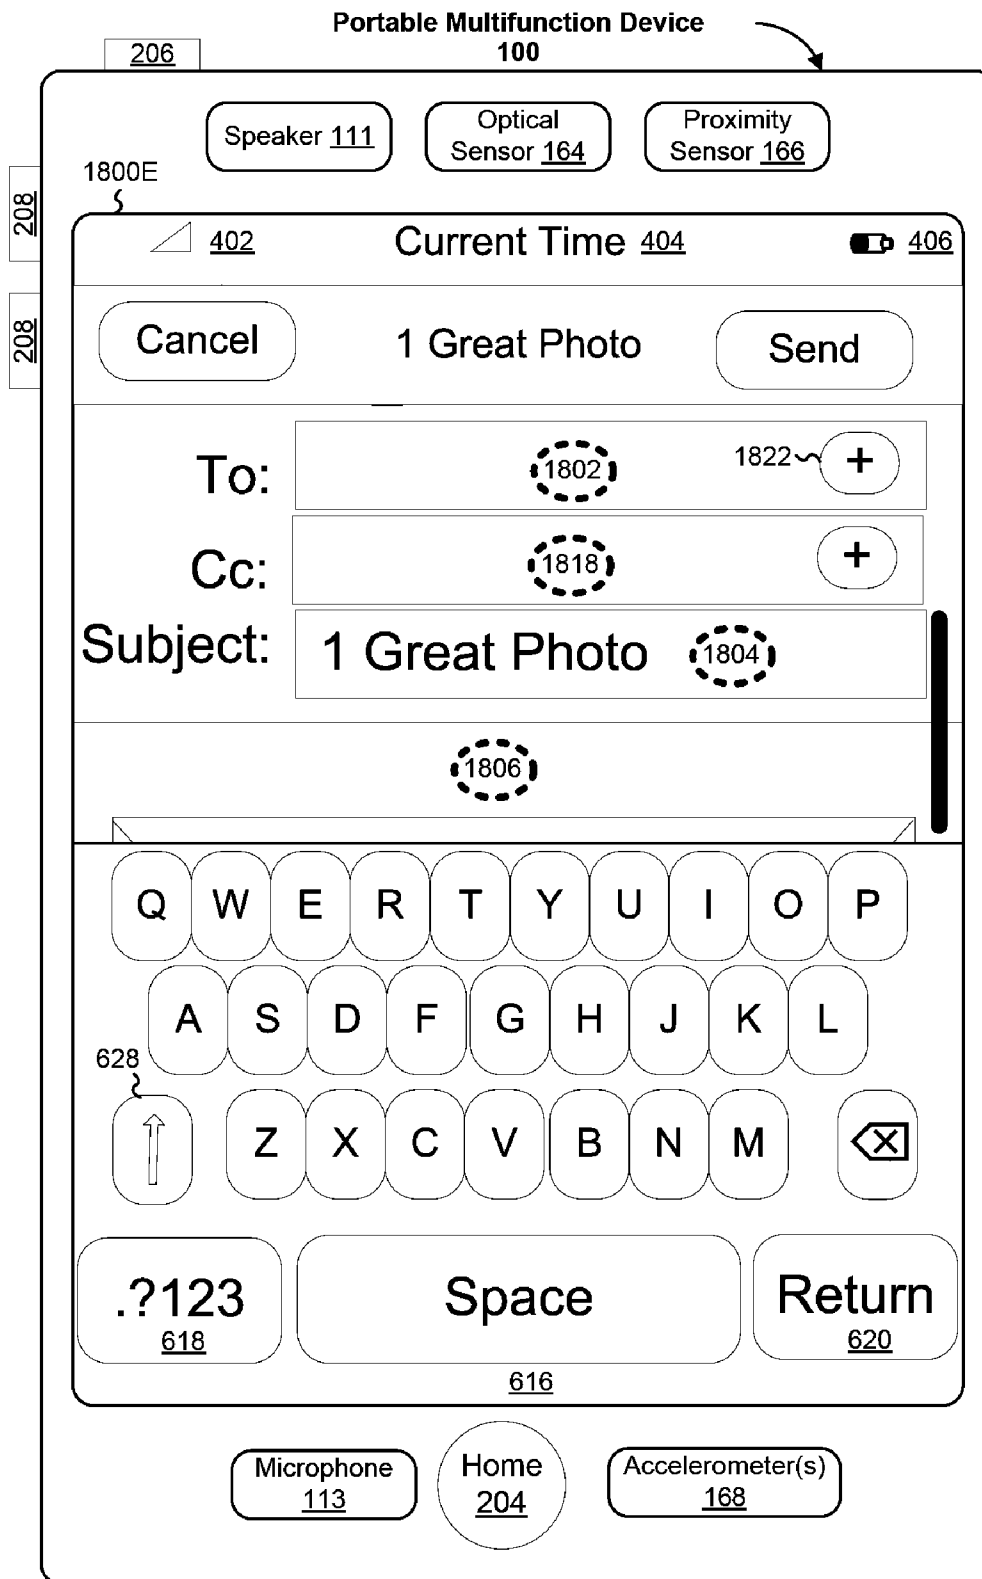 Portable Multifunction Device
100
206
Speaker 111
Optical
Sensor 164
Proximity
Sensor 166
1800E
208
208
402
Current Time 404
406
Cancel
1 Great Photo
Send
To:
1802
1822
+
Cc:
1818
+
Subject:
1 Great Photo
1804
1806
Q W E R T Y U I O P
A S D F G H J K L
628
Z X C V B N M
.?123
618
Space
Return
620
616
Microphone
113
Home
204
Accelerometer(s)
168